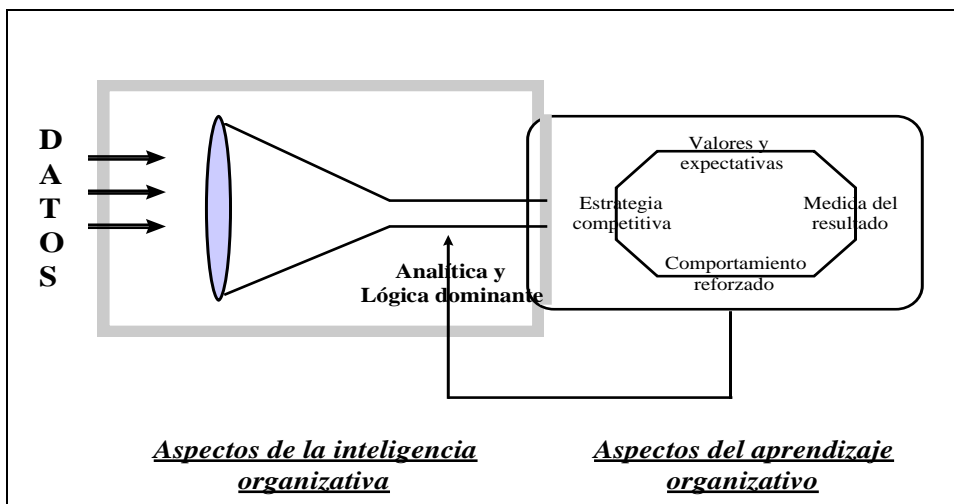 DATOS
Valores y
expectativas
Estrategia
competitiva
Medida del
resultado
Comportamiento
reforzado
Analítica y
Lógica dominante
Aspectos de la inteligencia
organizativa
Aspectos del aprendizaje
organizativo